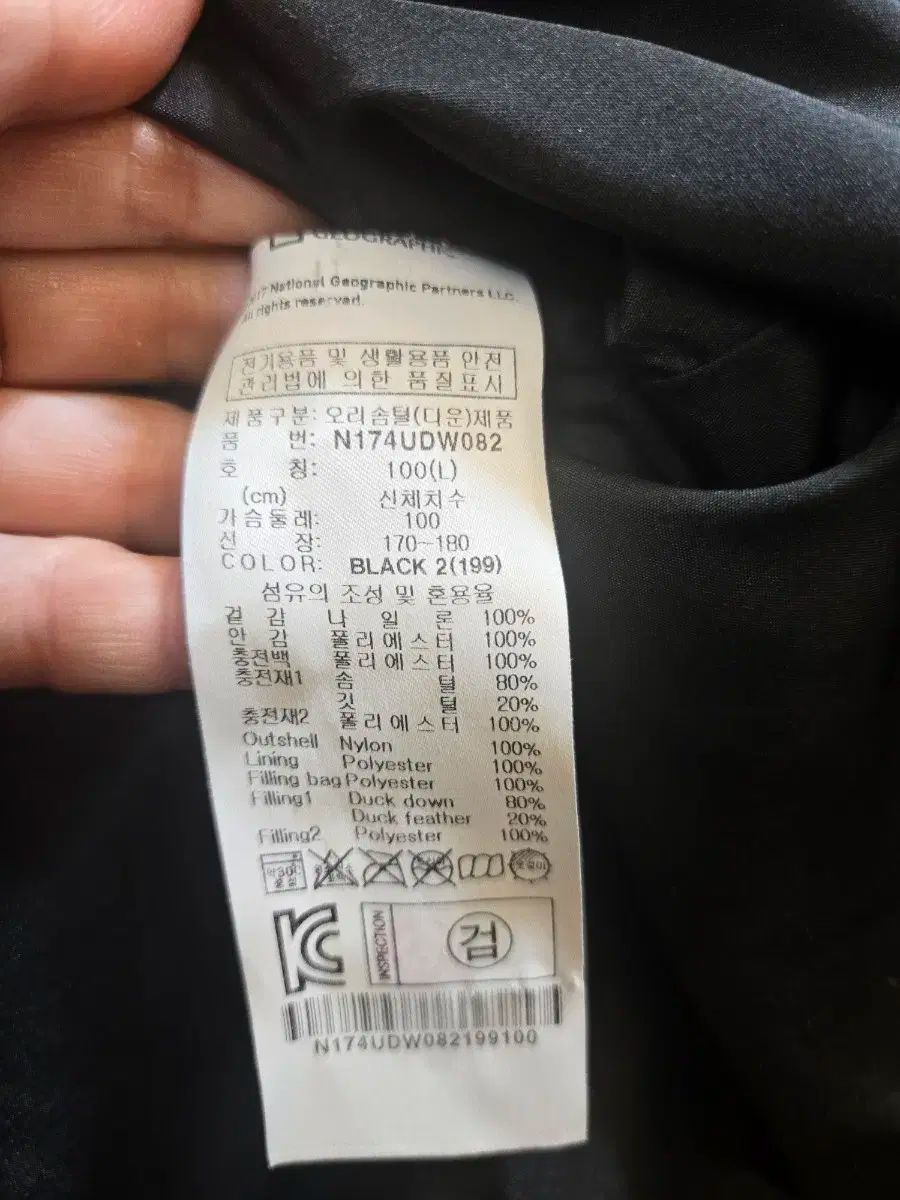 GEOGRAPHIC
National Geographic Partners LLC.
All rights reserved.
전기용품 및 생활용품 안전
관리법에 의한 품질표시
제품구분: 오리솜털(다운)제품
품 번: N174UDW082
호 칭: 100(L)
(cm) 신체치수
가슴둘레: 100
신 장: 170~180
COLOR: BLACK 2(199)
섬유의 조성 및 혼용율
겉 감 나 일 론 100%
안 감 폴리에스터 100%
충전백 폴리에스터 100%
충전재1 솜 털 80%
깃 털 20%
충전재2 폴리에스터 100%
Outshell Nylon 100%
Lining Polyester 100%
Filling bag Polyester 100%
Filling1 Duck down 80%
Duck feather 20%
Filling2 Polyester 100%
약30℃
INSPECTION
검
N174UDW082199100